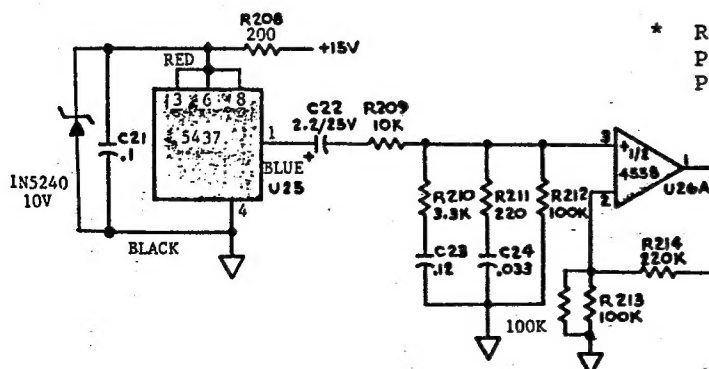 R208
200
+15V
* R
P
P
RED
3 6 8
5437
1
BLUE
U25
4
C21
.1
1N5240
10V
BLACK
C22
2.2/25V
+
R209
10K
R210
3.3K
R211
220
R212
100K
C23
.12
C24
.033
3
+
1/2
4558
1
U26A
2
-
R214
220K
R213
100K
100K